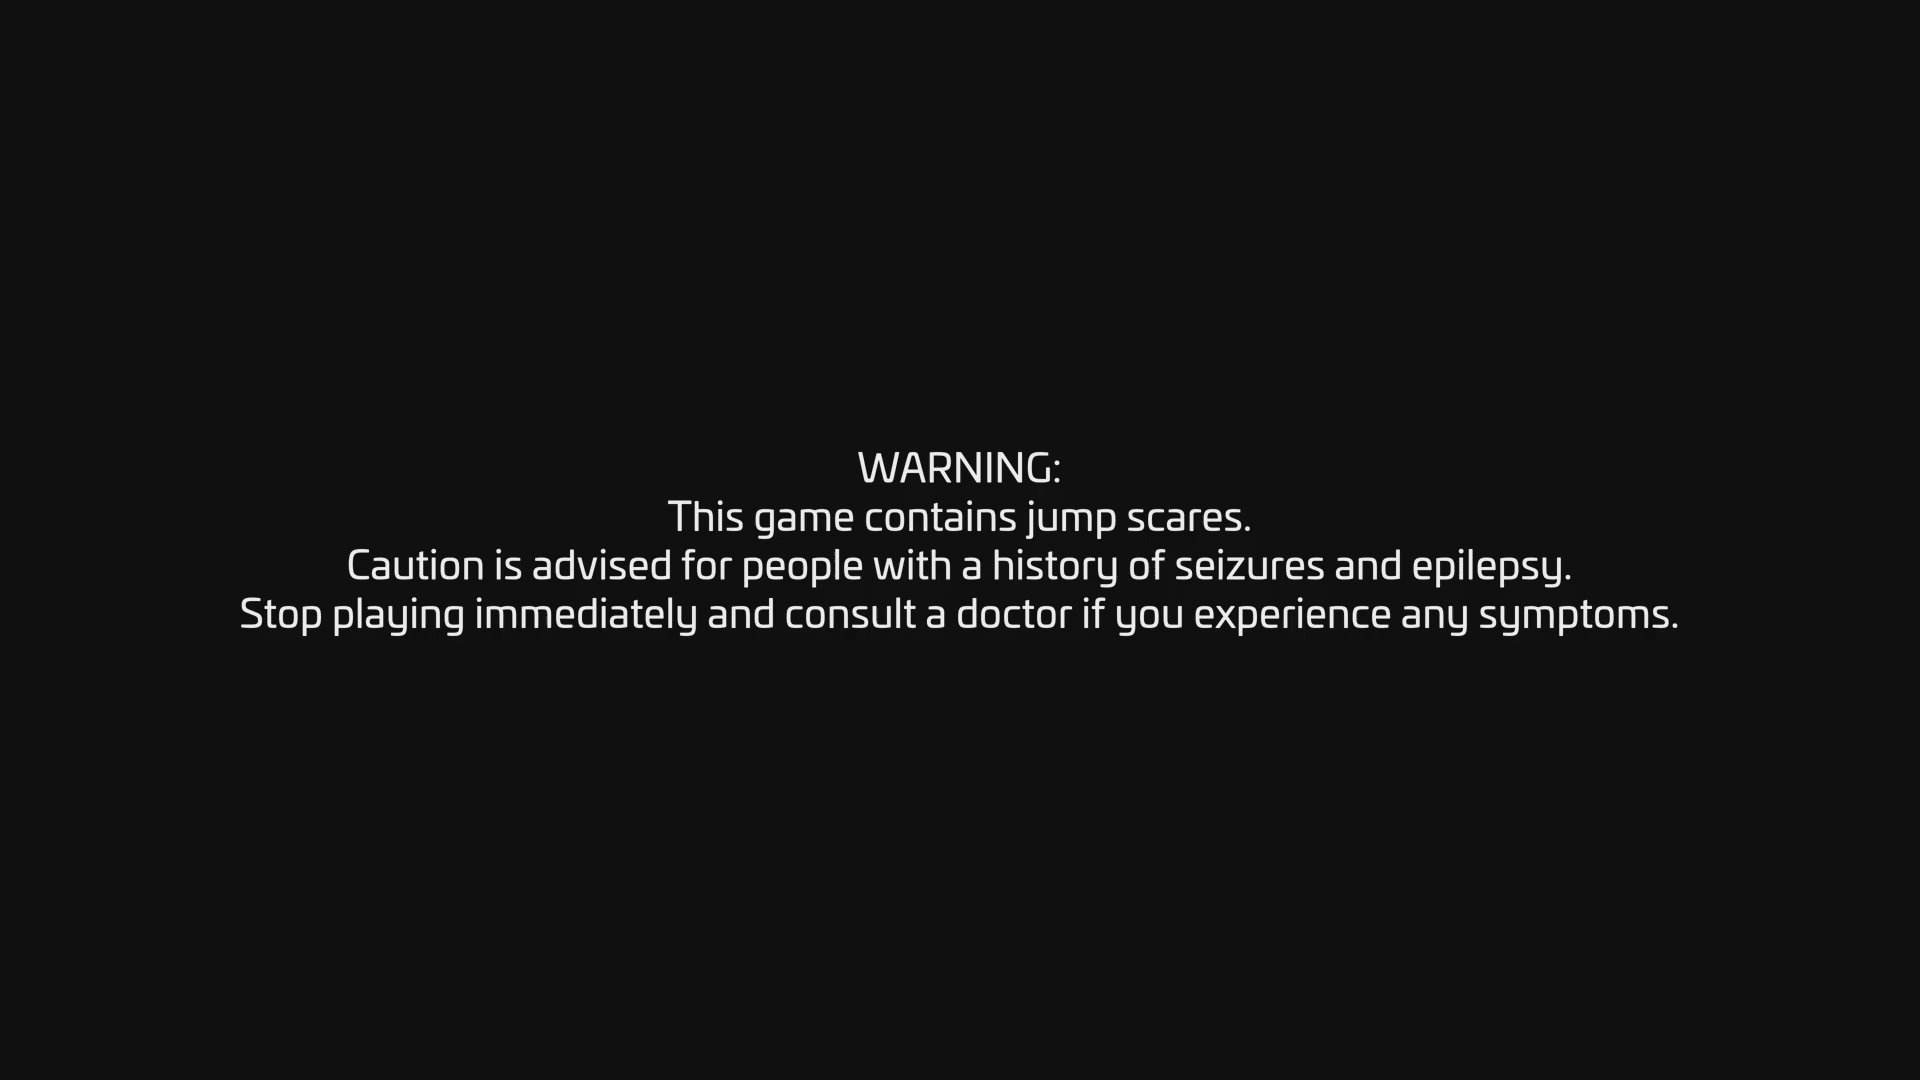 WARNING:
This game contains jump scares.
Caution is advised for people with a history of seizures and epilepsy.
Stop playing immediately and consult a doctor if you experience any symptoms.